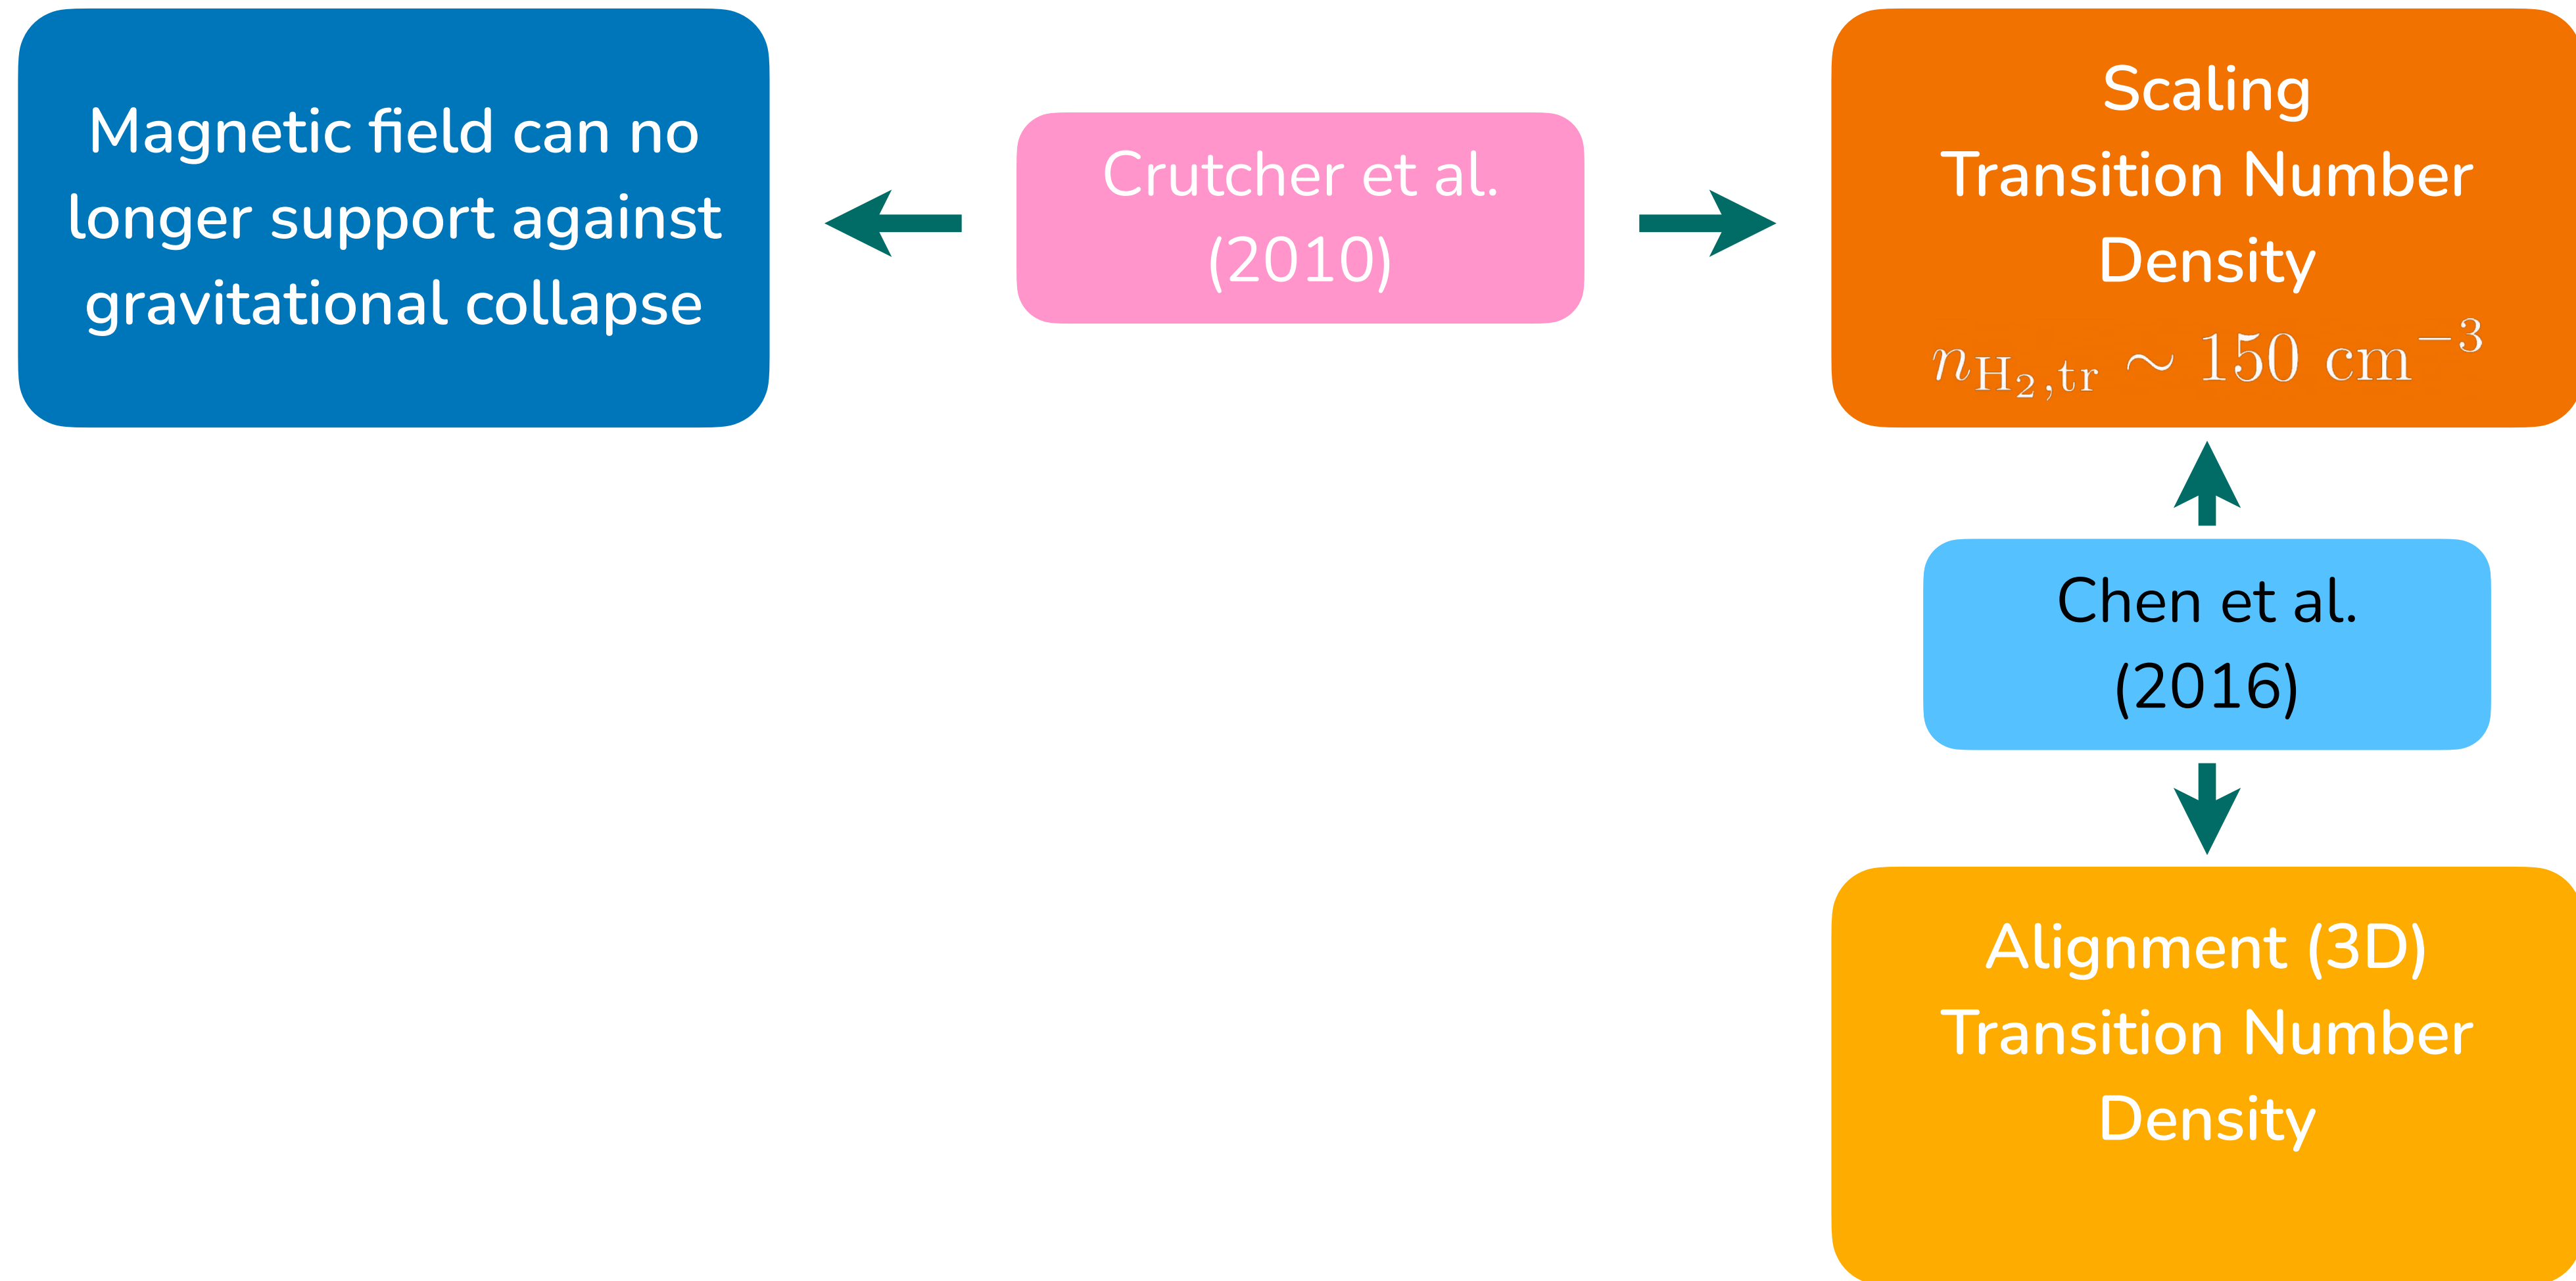 Magnetic field can no
longer support against
gravitational collapse
Crutcher et al.
(2010)
Scaling
Transition Number
Density
n_{H_2,tr} ∼ 150 cm^{−3}
Chen et al.
(2016)
Alignment (3D)
Transition Number
Density